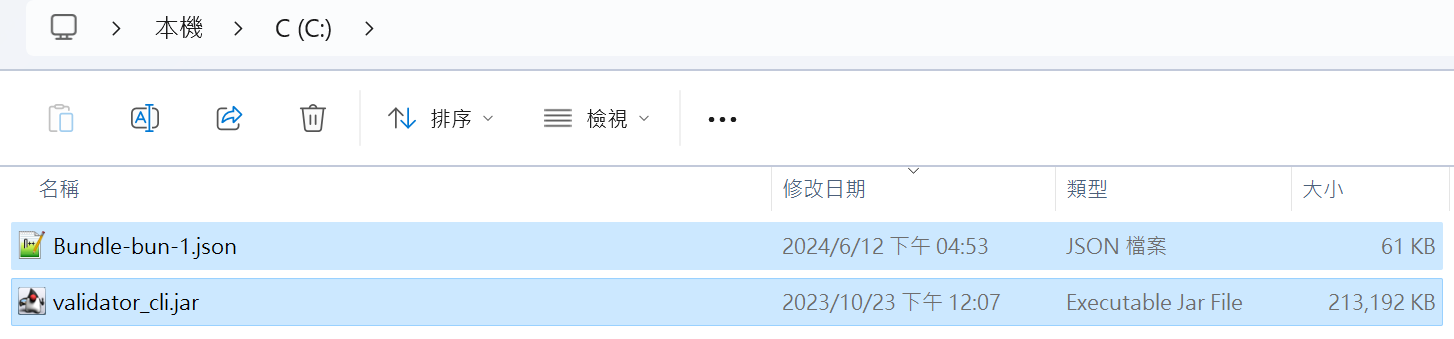 本機 C (C:)
排序 檢視
名稱 修改日期 類型 大小
Bundle-bun-1.json 2024/6/12 下午 04:53 JSON 檔案 61 KB
validator_cli.jar 2023/10/23 下午 12:07 Executable Jar File 213,192 KB